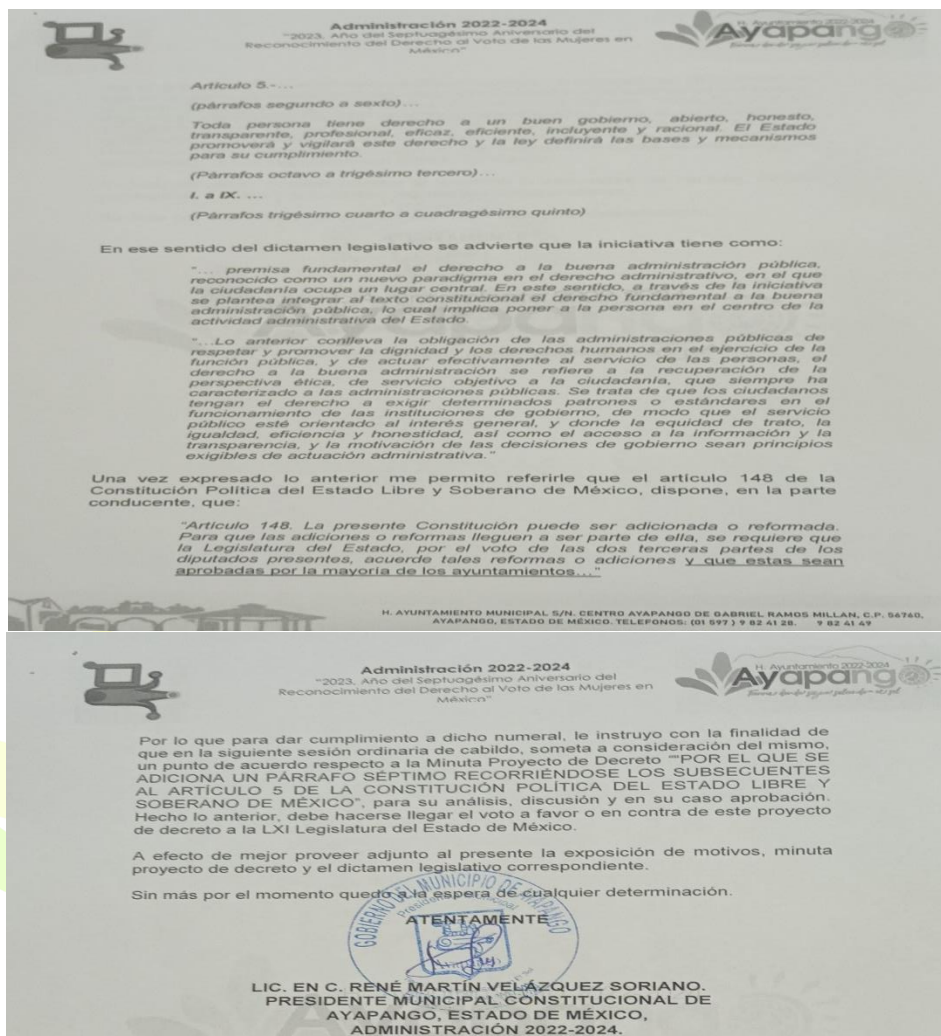 Administración 2022-2024
"2023. Año del Septuagésimo Aniversario del
Reconocimiento del Derecho al Voto de las Mujeres en
México"
H. Ayuntamiento 2022-2024
Ayapango
Artículo 5.-...
(párrafos segundo a sexto)...
Toda persona tiene derecho a un buen gobierno, abierto, honesto,
transparente, profesional, eficaz, eficiente, incluyente y racional. El Estado
promoverá y vigilará este derecho y la ley definirá las bases y mecanismos
para su cumplimiento.
(Párrafos octavo a trigésimo tercero)...
I. a IX. ...
(Párrafos trigésimo cuarto a cuadragésimo quinto)
En ese sentido del dictamen legislativo se advierte que la iniciativa tiene como:
"... premisa fundamental el derecho a la buena administración pública,
reconocido como un nuevo paradigma en el derecho administrativo, en el que
la ciudadanía ocupa un lugar central. En este sentido, a través de la iniciativa
se plantea integrar al texto constitucional el derecho fundamental a la buena
administración pública, lo cual implica poner a la persona en el centro de la
actividad administrativa del Estado.
"...Lo anterior conlleva la obligación de las administraciones públicas de
respetar y promover la dignidad y los derechos humanos en el ejercicio de la
función pública, y de actuar efectivamente al servicio de las personas, el
derecho a la buena administración se refiere a la recuperación de la
perspectiva ética, de servicio objetivo a la ciudadanía, que siempre ha
caracterizado a las administraciones públicas. Se trata de que los ciudadanos
tengan el derecho a exigir determinados patrones o estándares en el
funcionamiento de las instituciones de gobierno, de modo que el servicio
público esté orientado al interés general, y donde la equidad de trato, la
igualdad, eficiencia y honestidad, así como el acceso a la información y la
transparencia, y la motivación de las decisiones de gobierno sean principios
exigibles de actuación administrativa."
Una vez expresado lo anterior me permito referirle que el artículo 148 de la
Constitución Política del Estado Libre y Soberano de México, dispone, en la parte
conducente, que:
"Artículo 148. La presente Constitución puede ser adicionada o reformada.
Para que las adiciones o reformas lleguen a ser parte de ella, se requiere que
la Legislatura del Estado, por el voto de las dos terceras partes de los
diputados presentes, acuerde tales reformas o adiciones y que estas sean
aprobadas por la mayoría de los ayuntamientos..."
H. AYUNTAMIENTO MUNICIPAL S/N. CENTRO AYAPANGO DE GABRIEL RAMOS MILLAN, C.P. 56760,
AYAPANGO, ESTADO DE MÉXICO. TELEFONOS: (01 597 ) 9 82 41 28. 9 82 41 49
Administración 2022-2024
"2023. Año del Septuagésimo Aniversario del
Reconocimiento del Derecho al Voto de las Mujeres en
México"
H. Ayuntamiento 2022-2024
Ayapango
Por lo que para dar cumplimiento a dicho numeral, le instruyo con la finalidad de
que en la siguiente sesión ordinaria de cabildo, someta a consideración del mismo,
un punto de acuerdo respecto a la Minuta Proyecto de Decreto ""POR EL QUE SE
ADICIONA UN PÁRRAFO SÉPTIMO RECORRIÉNDOSE LOS SUBSECUENTES
AL ARTÍCULO 5 DE LA CONSTITUCIÓN POLÍTICA DEL ESTADO LIBRE Y
SOBERANO DE MÉXICO", para su análisis, discusión y en su caso aprobación.
Hecho lo anterior, debe hacerse llegar el voto a favor o en contra de este proyecto
de decreto a la LXI Legislatura del Estado de México.
A efecto de mejor proveer adjunto al presente la exposición de motivos, minuta
proyecto de decreto y el dictamen legislativo correspondiente.
Sin más por el momento quedo a la espera de cualquier determinación.
GOBIERNO DEL MUNICIPIO DE AYAPANGO
ATENTAMENTE
LIC. EN C. RENÉ MARTÍN VELÁZQUEZ SORIANO.
PRESIDENTE MUNICIPAL CONSTITUCIONAL DE
AYAPANGO, ESTADO DE MÉXICO,
ADMINISTRACIÓN 2022-2024.